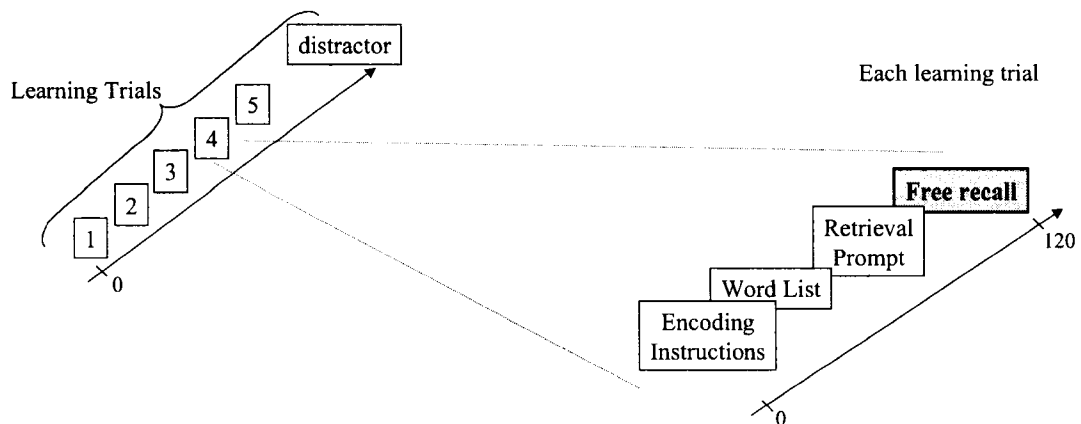 distractor
Learning Trials
5
4
3
2
1
0
Each learning trial
Free recall
Retrieval
Prompt
Word List
Encoding
Instructions
120
0